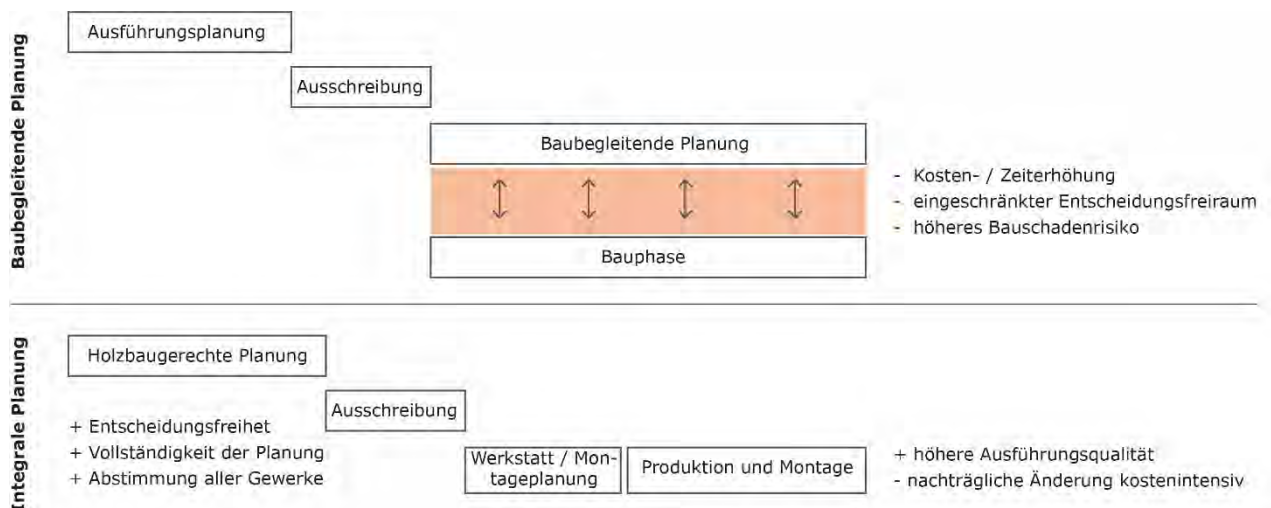 Baubegleitende Planung
Ausführungsplanung
Ausschreibung
Baubegleitende Planung
- Kosten- / Zeiterhöhung
- eingeschränkter Entscheidungsfreiraum
- höheres Bauschadenrisiko
Bauphase
Integrale Planung
Holzbaugerechte Planung
Ausschreibung
+ Entscheidungsfreihet
+ Vollständigkeit der Planung
+ Abstimmung aller Gewerke
Werkstatt / Mon-
tageplanung
Produktion und Montage
+ höhere Ausführungsqualität
- nachträgliche Änderung kostenintensiv